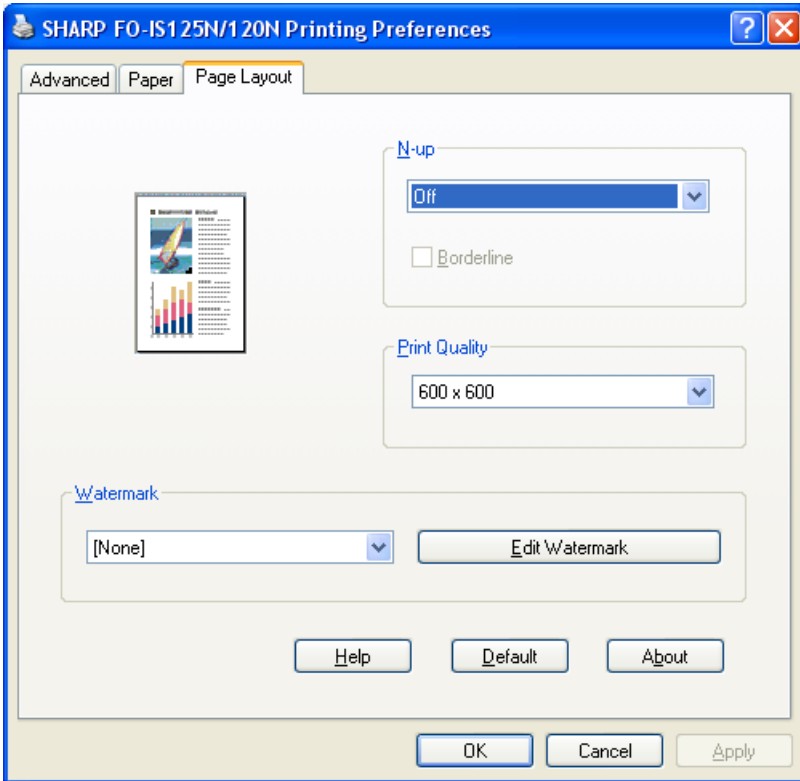 SHARP FO-IS125N/120N Printing Preferences
Advanced
Paper
Page Layout
N-up
Off
Borderline
Print Quality
600 x 600
Watermark
[None]
Edit Watermark
Help
Default
About
OK
Cancel
Apply